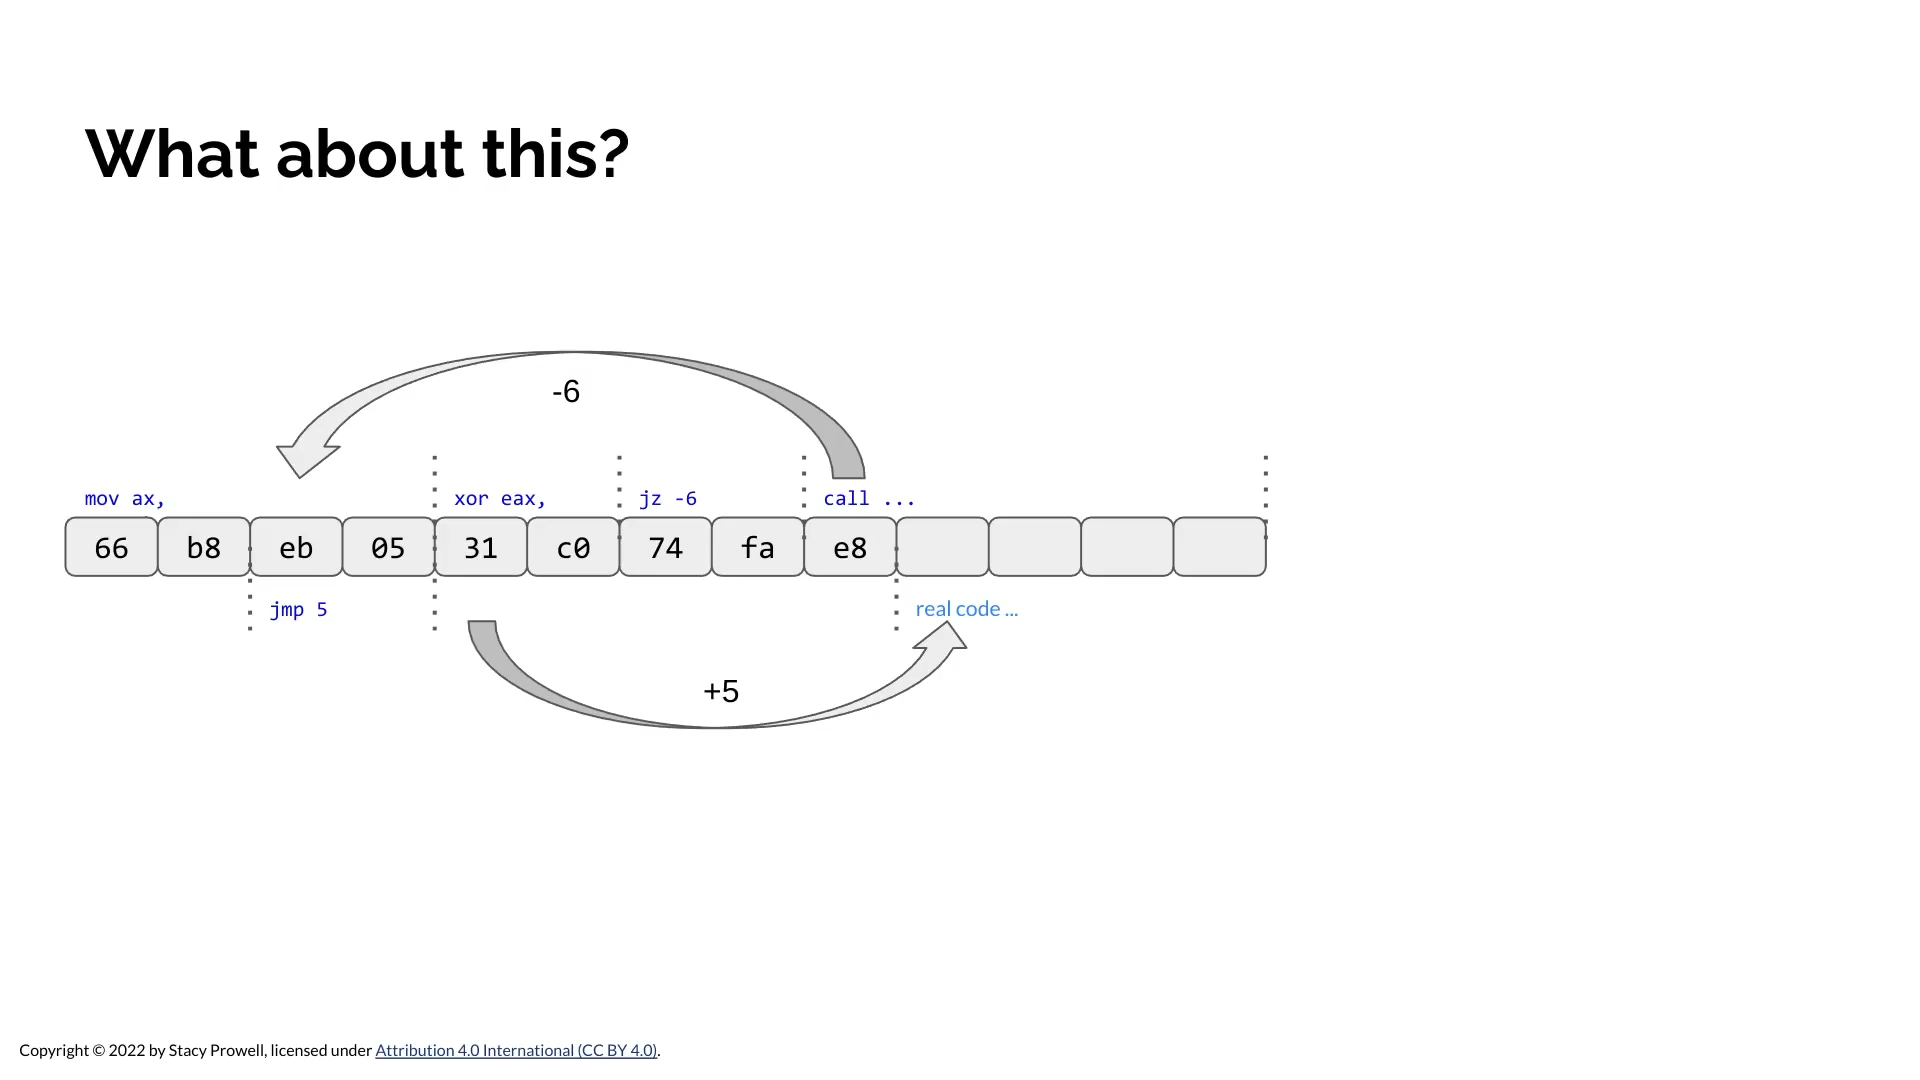 What about this?
-6
mov ax, xor eax, jz -6 call ...
66 b8 eb 05 31 c0 74 fa e8
jmp 5 real code ...
+5
Copyright © 2022 by Stacy Prowell, licensed under Attribution 4.0 International (CC BY 4.0).